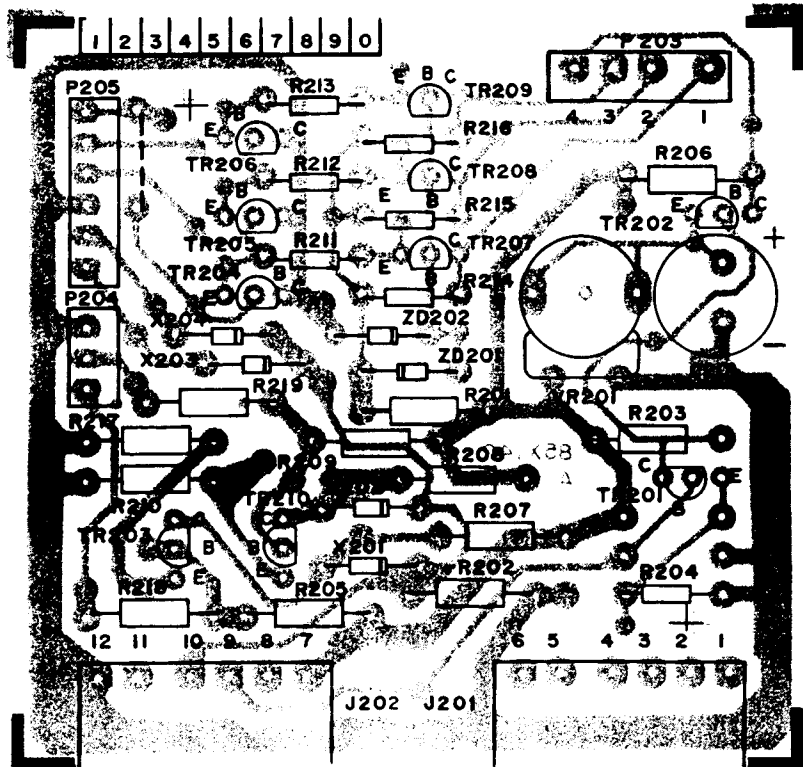 1 2 3 4 5 6 7 8 9 0
P203
P205
R213
E B C
TR209
4 3 2 1
B
E C
R216
TR206
R212
TR208
R206
B
E C
E
B
R215
E B C
TR202
TR205
R211
TR207
E C
+
TR204
B
E
B
R214
P204
X204
ZD202
X203
ZD201
−
R219
R201
VR201
R217
R203
R209
R208
C E
B
R210
TR210
TR201
TR203
C
R207
B B
X201
E E
R218
R205
R202
R204
12 11 10 9 8 7
6 5 4 3 2 1
J202 J201